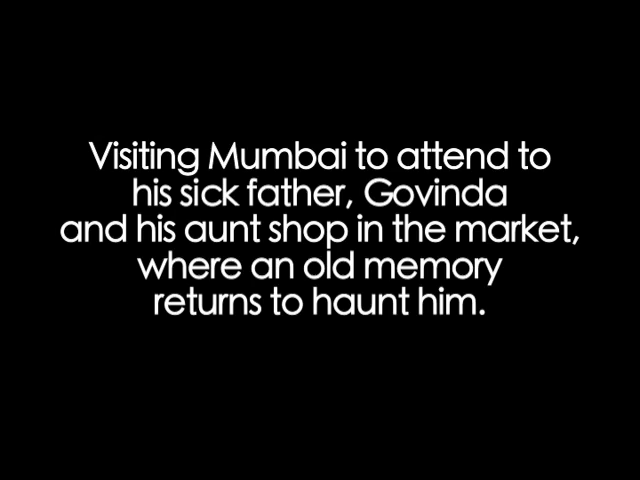 Visiting Mumbai to attend to
his sick father, Govinda
and his aunt shop in the market,
where an old memory
returns to haunt him.